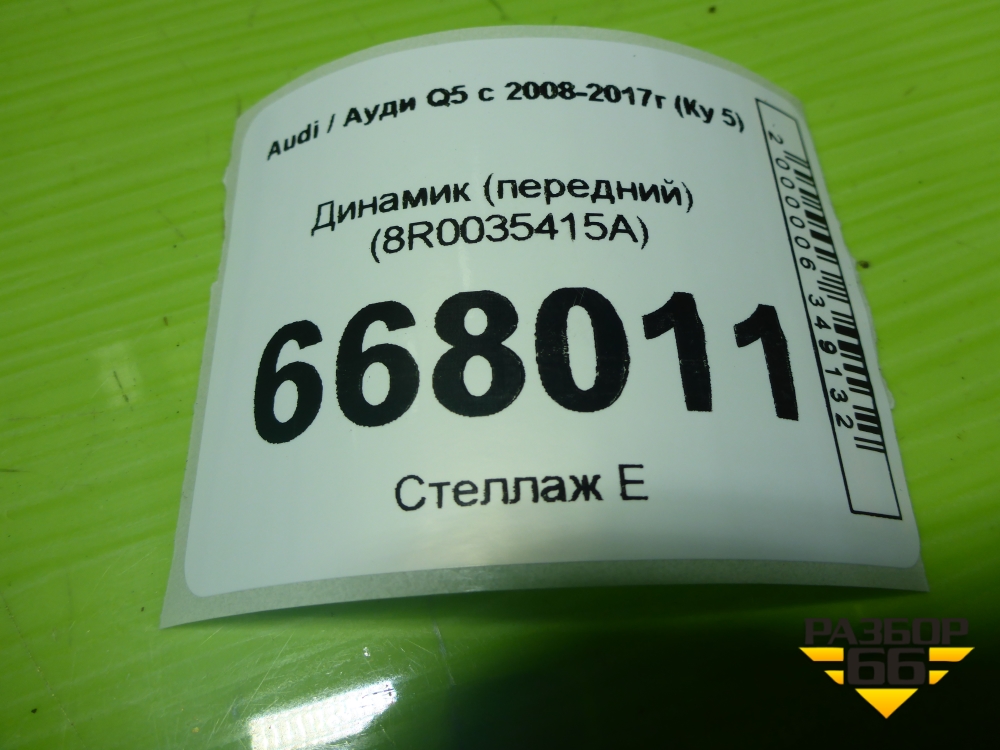 Audi / Ауди Q5 с 2008-2017г (Ку 5)
Динамик (передний)
(8R0035415A)
668011
Стеллаж Е
2000006349132
РАЗБОР
66